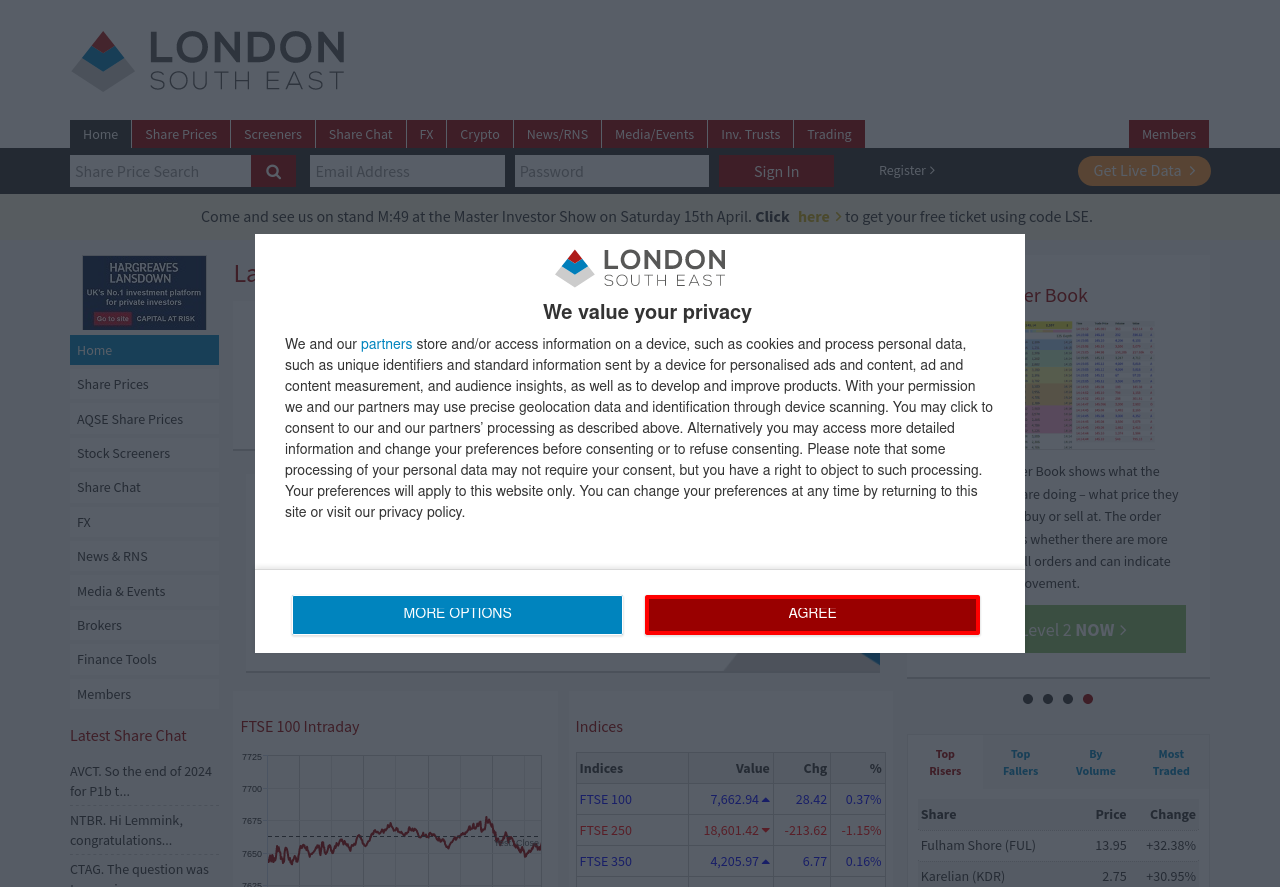 LONDON
SOUTH EAST
Home
Share Prices
Screeners
Share Chat
FX
Crypto
News/RNS
Media/Events
Inv. Trusts
Trading
Members
Share Price Search
Email Address
Password
Sign In
Register
Get Live Data
Come and see us on stand M:49 at the Master Investor Show on Saturday 15th April. Click here to get your free ticket using code LSE.
HARGREAVES
LANSDOWN
UK's No.1 investment platform
for private investors
Go to site CAPITAL AT RISK
Home
Share Prices
AQSE Share Prices
Stock Screeners
Share Chat
FX
News & RNS
Media & Events
Brokers
Finance Tools
Members
Latest Share Chat
AVCT. So the end of 2024
for P1b t...
NTBR. Hi Lemmink,
congratulations...
CTAG. The question was
La
LONDON
SOUTH EAST
We value your privacy
We and our partners store and/or access information on a device, such as cookies and process personal data,
such as unique identifiers and standard information sent by a device for personalised ads and content, ad and
content measurement, and audience insights, as well as to develop and improve products. With your permission
we and our partners may use precise geolocation data and identification through device scanning. You may click to
consent to our and our partners’ processing as described above. Alternatively you may access more detailed
information and change your preferences before consenting or to refuse consenting. Please note that some
processing of your personal data may not require your consent, but you have a right to object to such processing.
Your preferences will apply to this website only. You can change your preferences at any time by returning to this
site or visit our privacy policy.
MORE OPTIONS
AGREE
er Book
er Book shows what the
are doing – what price they
buy or sell at. The order
s whether there are more
ll orders and can indicate
ovement.
Level 2 NOW
FTSE 100 Intraday
7725
7700
7675
7650
7625
Indices
Indices Value Chg %
FTSE 100 7,662.94 28.42 0.37%
FTSE 250 18,601.42 -213.62 -1.15%
FTSE 350 4,205.97 6.77 0.16%
Top
Risers
Top
Fallers
By
Volume
Most
Traded
Share Price Change
Fulham Shore (FUL) 13.95 +32.38%
Karelian (KDR) 2.75 +30.95%